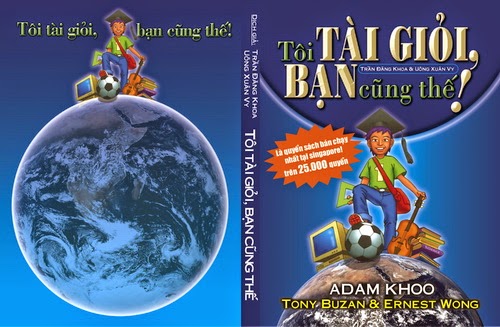 Tôi tài giỏi, bạn cũng thế!
Dịch giả: TRẦN ĐĂNG KHOA
UÔNG XUÂN VY
TÔI TÀI GIỎI, BẠN CŨNG THẾ
Tôi TÀI GIỎI,
TRẦN ĐĂNG KHOA & UÔNG XUÂN VY
BẠN cũng thế!
Là quyển sách bán chạy
nhất tại singapore!
trên 25.000 quyển
ADAM KHOO
TONY BUZAN & ERNEST WONG